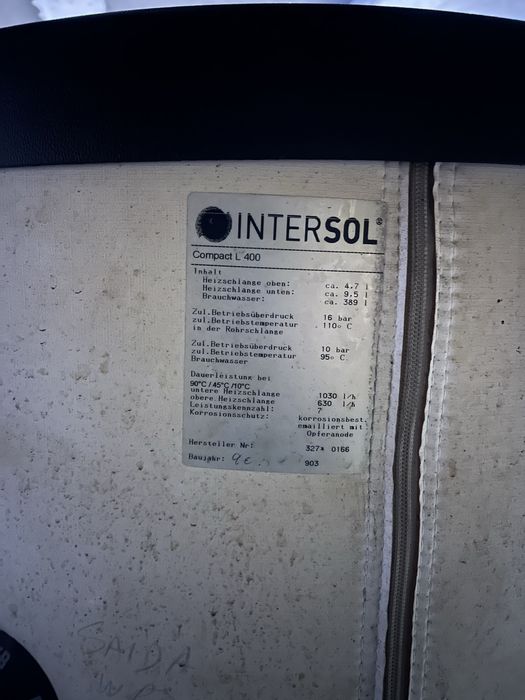 INTERSOL®
Compact L 400
Inhalt
Heizschlange oben: ca. 4.7 l
Heizschlange unten: ca. 9.5 l
Brauchwasser: ca. 389 l
Zul.Betriebsüberdruck 16 bar
zul.Betriebstemperatur 110° C
in der Rohrschlange
Zul.Betriebsüberdruck 10 bar
zul.Betriebstemperatur 95° C
Brauchwasser
Dauerleistung bei
90°C / 45°C /10°C
untere Heizschlange 1030 l/h
obere Heizschlange 630 l/h
Leistungskennzahl: 7
Korrosionsschutz: korrosionsbest.
emailliert mit
Opferanode
Hersteller Nr: 327* 0166
Baujahr: 903
SAIDA